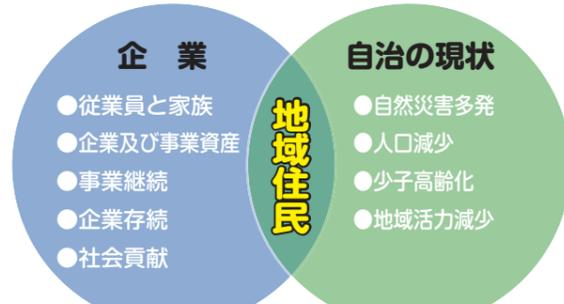 企 業
●従業員と家族
●企業及び事業資産
●事業継続
●企業存続
●社会貢献
地域住民
自治の現状
●自然災害多発
●人口減少
●少子高齢化
●地域活力減少